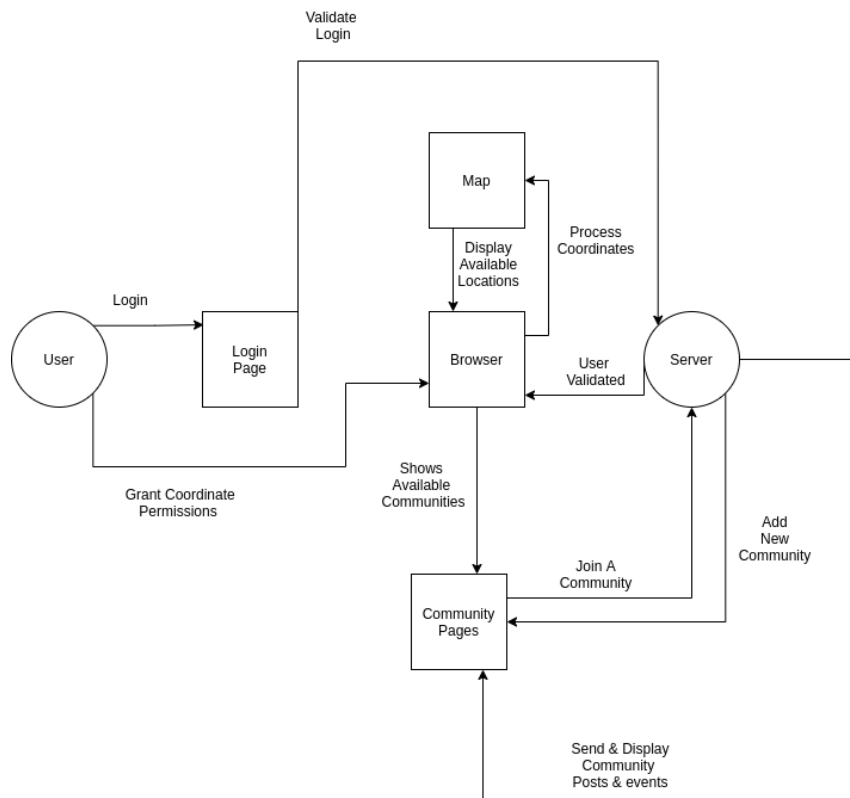 Validate
Login
Map
Process
Coordinates
Display
Available
Locations
Login
User
Login
Page
Browser
User
Validated
Server
Grant Coordinate
Permissions
Shows
Available
Communities
Add
New
Community
Join A
Community
Community
Pages
Send & Display
Community
Posts & events